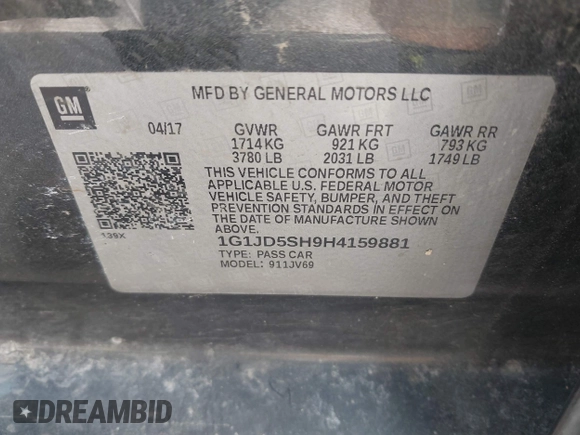 MFD BY GENERAL MOTORS LLC
GM
04/17 GVWR GAWR FRT GAWR RR
1714 KG 921 KG 793 KG
3780 LB 2031 LB 1749 LB
THIS VEHICLE CONFORMS TO ALL
APPLICABLE U.S. FEDERAL MOTOR
VEHICLE SAFETY, BUMPER, AND THEFT
PREVENTION STANDARDS IN EFFECT ON
THE DATE OF MANUFACTURE SHOWN
ABOVE.
139X
1G1JD5SH9H4159881
TYPE: PASS CAR
MODEL: 911JV69
DREAMBID